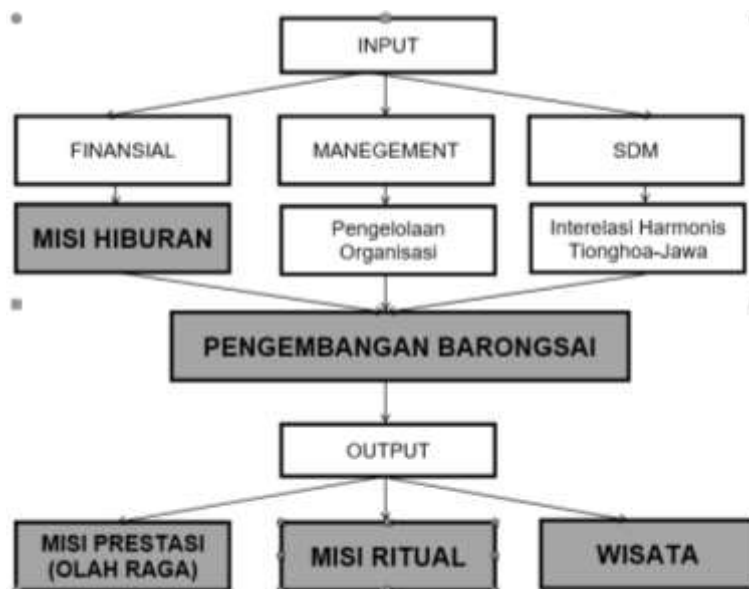 INPUT
FINANSIAL
MANEGEMENT
SDM
MISI HIBURAN
Pengelolaan
Organisasi
Interelasi Harmonis
Tionghoa-Jawa
PENGEMBANGAN BARONGSAI
OUTPUT
MISI PRESTASI
(OLAH RAGA)
MISI RITUAL
WISATA